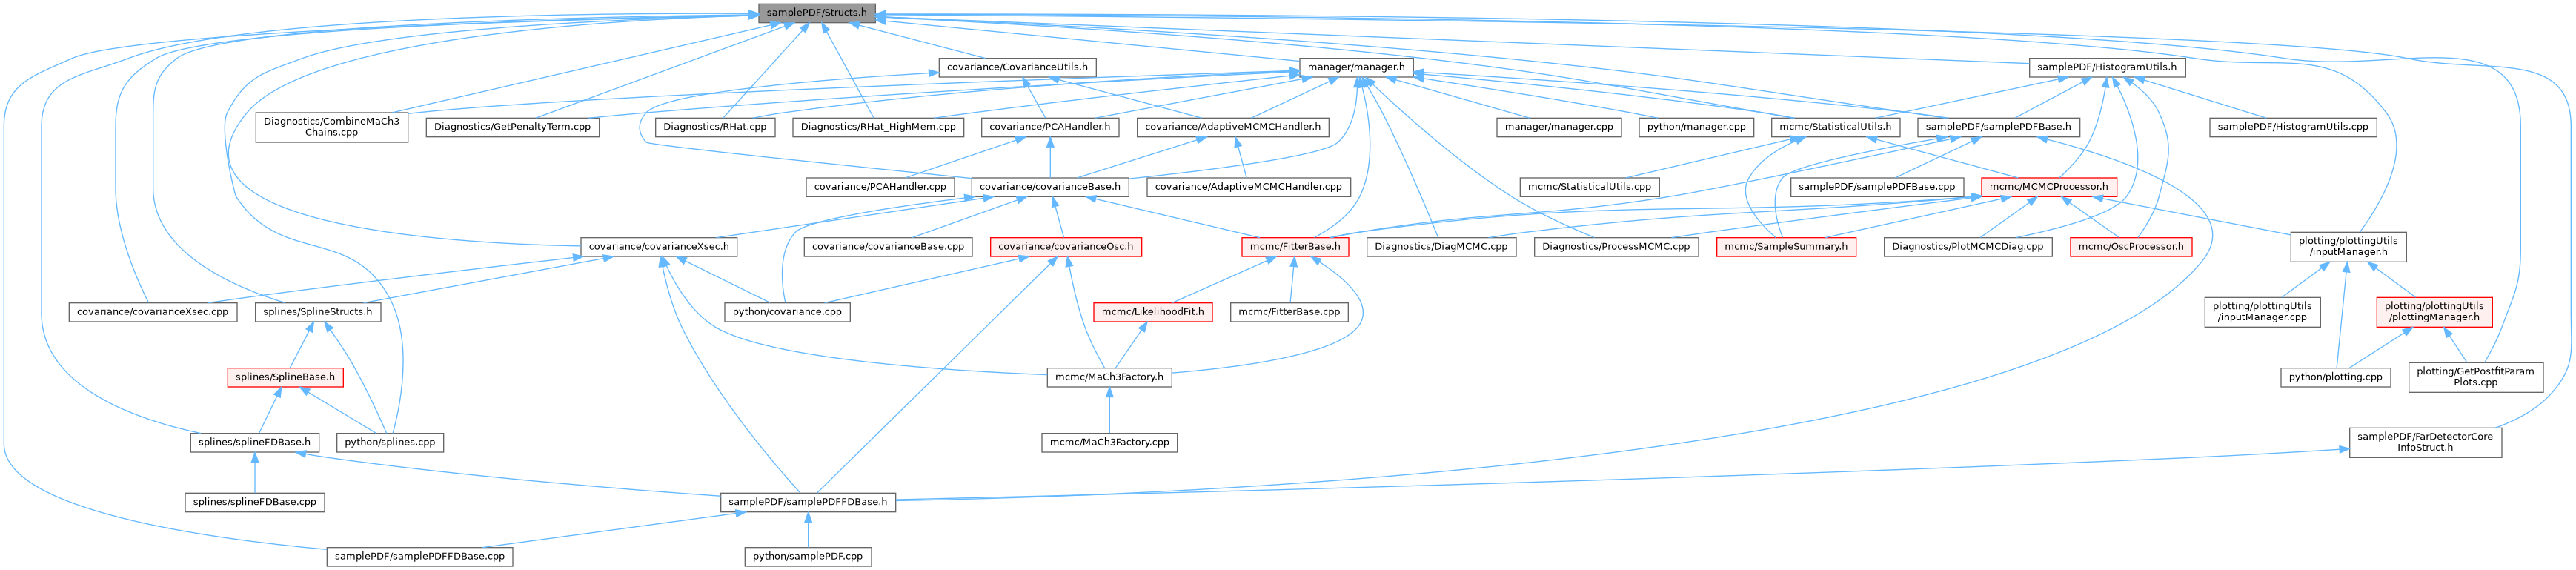 samplePDF/Structs.h
covariance/CovarianceUtils.h
manager/manager.h
samplePDF/HistogramUtils.h
Diagnostics/CombineMaCh3
Chains.cpp
Diagnostics/GetPenaltyTerm.cpp
Diagnostics/RHat.cpp
Diagnostics/RHat_HighMem.cpp
covariance/PCAHandler.h
covariance/AdaptiveMCMCHandler.h
manager/manager.cpp
python/manager.cpp
mcmc/StatisticalUtils.h
samplePDF/samplePDFBase.h
samplePDF/HistogramUtils.cpp
covariance/PCAHandler.cpp
covariance/covarianceBase.h
covariance/AdaptiveMCMCHandler.cpp
mcmc/StatisticalUtils.cpp
samplePDF/samplePDFBase.cpp
mcmc/MCMCProcessor.h
covariance/covarianceXsec.h
covariance/covarianceBase.cpp
covariance/covarianceOsc.h
mcmc/FitterBase.h
Diagnostics/DiagMCMC.cpp
Diagnostics/ProcessMCMC.cpp
mcmc/SampleSummary.h
Diagnostics/PlotMCMCDiag.cpp
mcmc/OscProcessor.h
plotting/plottingUtils
/inputManager.h
covariance/covarianceXsec.cpp
splines/SplineStructs.h
python/covariance.cpp
mcmc/LikelihoodFit.h
mcmc/FitterBase.cpp
plotting/plottingUtils
/inputManager.cpp
plotting/plottingUtils
/plottingManager.h
splines/SplineBase.h
mcmc/MaCh3Factory.h
python/plotting.cpp
plotting/GetPostfitParam
Plots.cpp
splines/splineFDBase.h
python/splines.cpp
mcmc/MaCh3Factory.cpp
samplePDF/FarDetectorCore
InfoStruct.h
splines/splineFDBase.cpp
samplePDF/samplePDFFDBase.h
samplePDF/samplePDFFDBase.cpp
python/samplePDF.cpp